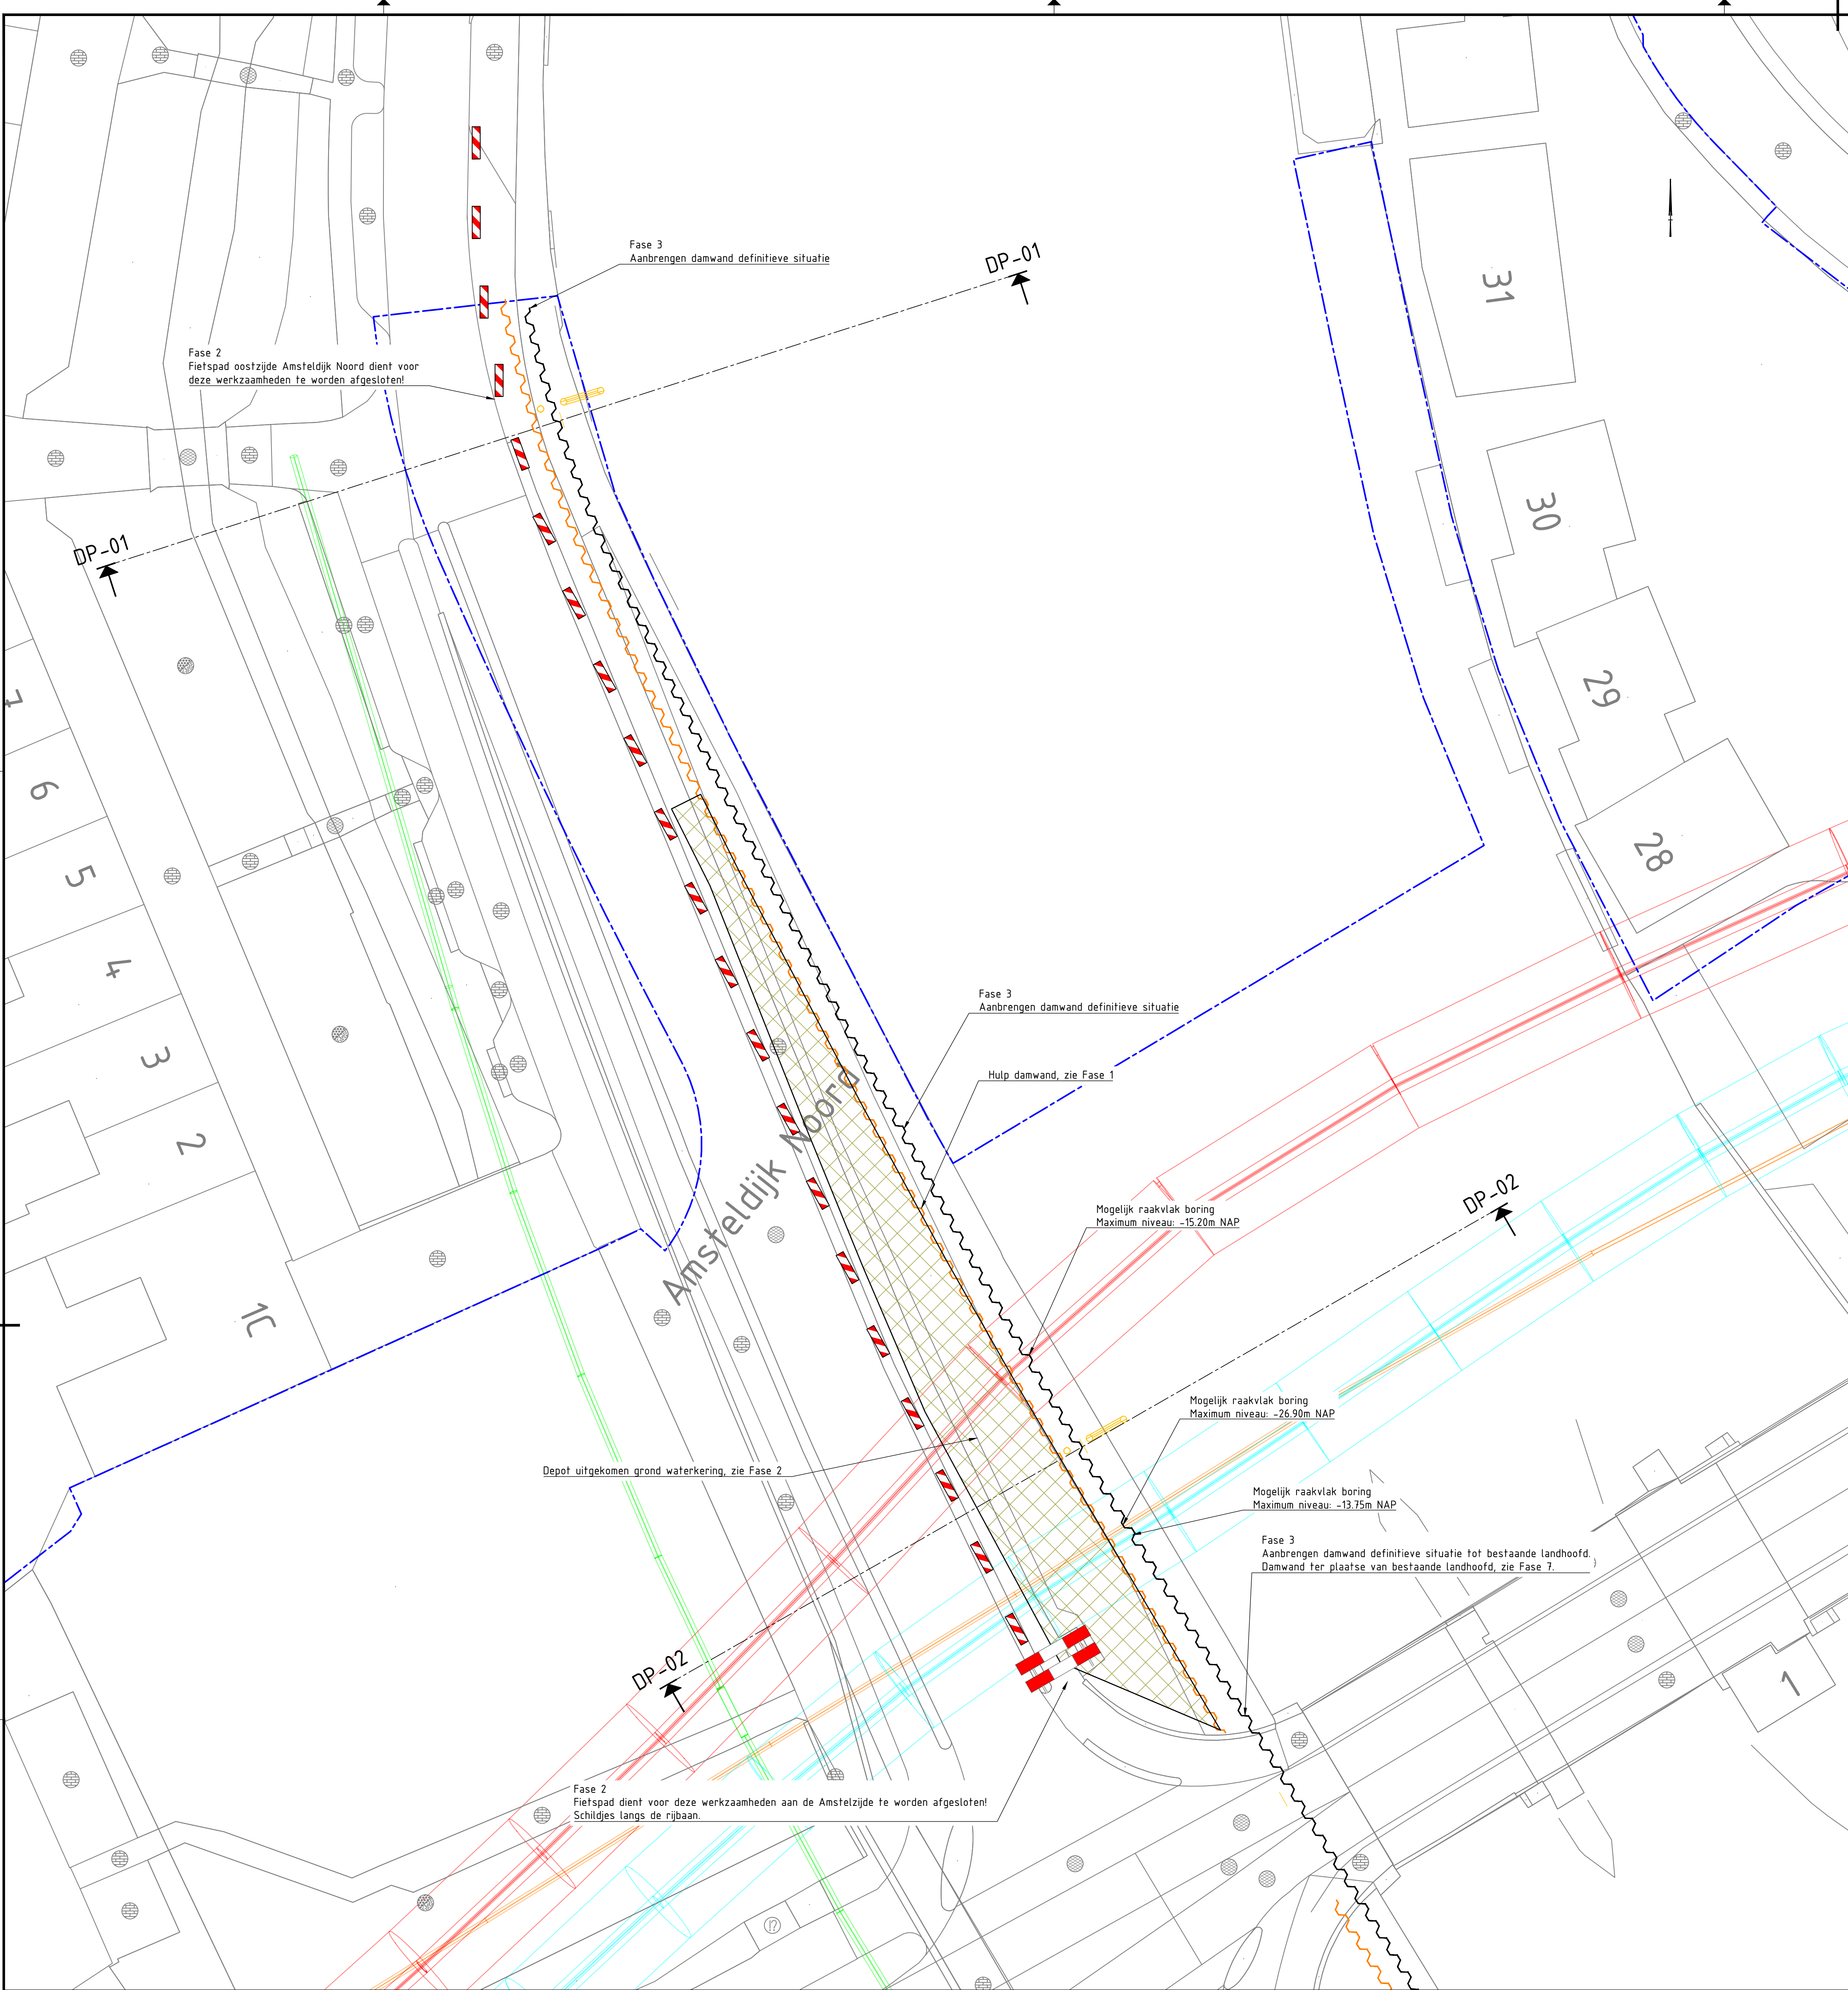 Fase 3
Aanbrengen damwand definitieve situatie
DP-01
31
Fase 2
Fietspad oostzijde Amsteldijk Noord dient voor
deze werkzaamheden te worden afgesloten!
DP-01
30
29
28
7
6
5
4
3
2
1J
Fase 3
Aanbrengen damwand definitieve situatie
Hulp damwand, zie Fase 1
Amsteldijk Noord
Mogelijk raakvlak boring
Maximum niveau: -15.20m NAP
DP-02
Mogelijk raakvlak boring
Maximum niveau: -26.90m NAP
Depot uitgekomen grond waterkering, zie Fase 2
Mogelijk raakvlak boring
Maximum niveau: -13.75m NAP
Fase 3
Aanbrengen damwand definitieve situatie tot bestaande landhoofd.
Damwand ter plaatse van bestaande landhoofd, zie Fase 7.
DP-02
1
Fase 2
Fietspad dient voor deze werkzaamheden aan de Amstelzijde te worden afgesloten!
Schildjes langs de rijbaan.
!?